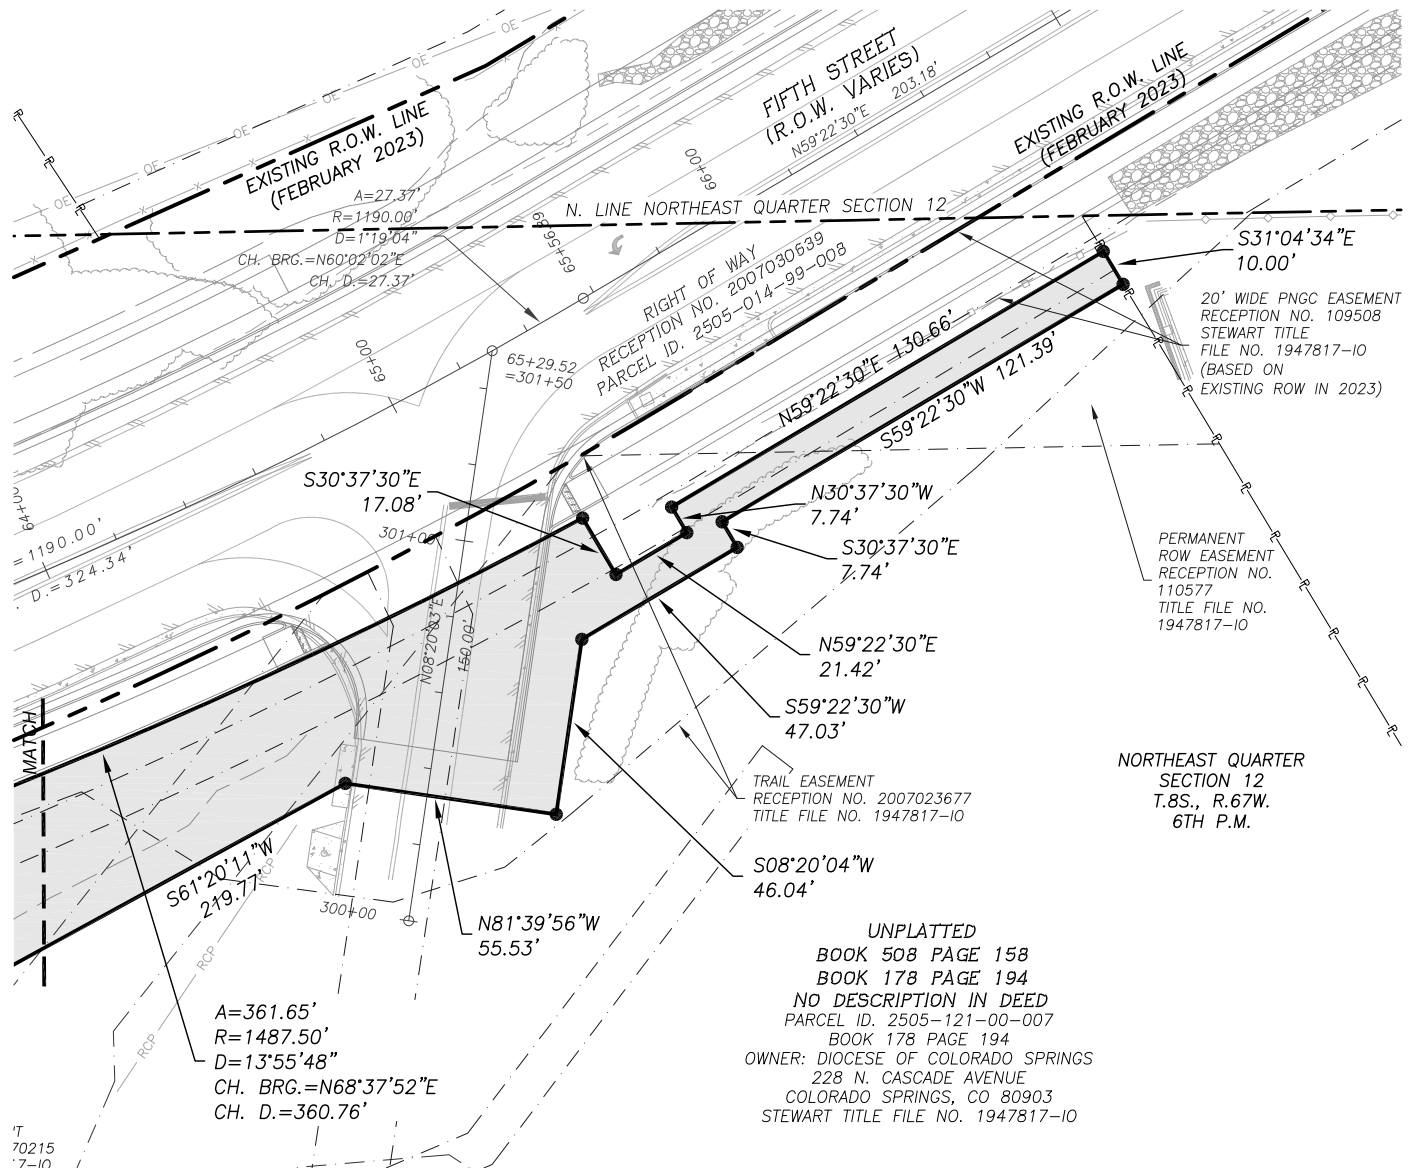 OE
OE
OE
OE
OE
EXISTING R.O.W. LINE
(FEBRUARY 2023)
FIFTH STREET
(R.O.W. VARIES)
N59°22'30"E 203.18'
EXISTING R.O.W. LINE
(FEBRUARY 2023)
66+00
A=27.37'
R=1190.00'
D=1°19'04"
CH. BRG.=N60°02'02"E
CH. D.=27.37'
N. LINE NORTHEAST QUARTER SECTION 12
65+56.89
RIGHT OF WAY
RECEPTION NO. 2007030639
PARCEL ID. 2505-014-99-008
S31°04'34"E
10.00'
20' WIDE PNGC EASEMENT
RECEPTION NO. 109508
STEWART TITLE
FILE NO. 1947817-IO
(BASED ON
EXISTING ROW IN 2023)
65+00
65+29.52
=301+50
N59°22'30"E 130.66'
S59°22'30"W 121.39'
S30°37'30"E
17.08'
64+00
=1190.00'
D.=324.34'
301+00
N30°37'30"W
7.74'
S30°37'30"E
7.74'
PERMANENT
ROW EASEMENT
RECEPTION NO.
110577
TITLE FILE NO.
1947817-IO
N08°20'03"E
150.00'
N59°22'30"E
21.42'
S59°22'30"W
47.03'
MATCH
NORTHEAST QUARTER
SECTION 12
T.8S., R.67W.
6TH P.M.
TRAIL EASEMENT
RECEPTION NO. 2007023677
TITLE FILE NO. 1947817-IO
S08°20'04"W
46.04'
S61°20'11"W
219.77'
RCP
300+00
N81°39'56"W
55.53'
RCP
RCP
UNPLATTED
BOOK 508 PAGE 158
BOOK 178 PAGE 194
NO DESCRIPTION IN DEED
PARCEL ID. 2505-121-00-007
BOOK 178 PAGE 194
OWNER: DIOCESE OF COLORADO SPRINGS
228 N. CASCADE AVENUE
COLORADO SPRINGS, CO 80903
STEWART TITLE FILE NO. 1947817-IO
A=361.65'
R=1487.50'
D=13°55'48"
CH. BRG.=N68°37'52"E
CH. D.=360.76'
'T
70215
'7-IO